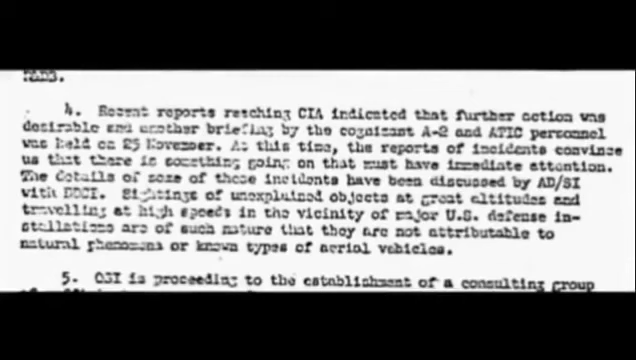 4. Recent reports reaching CIA indicated that further action was
desirable and another briefing by the cognizant A-2 and ATIC personnel
was held on 25 November. At this time, the reports of incidents convince
us that there is something going on that must have immediate attention.
The details of some of these incidents have been discussed by AD/SI
with DDCI. Sightings of unexplained objects at great altitudes and
travelling at high speeds in the vicinity of major U.S. defense in-
stallations are of such nature that they are not attributable to
natural phenomena or known types of aerial vehicles.
5. OSI is proceeding to the establishment of a consulting group